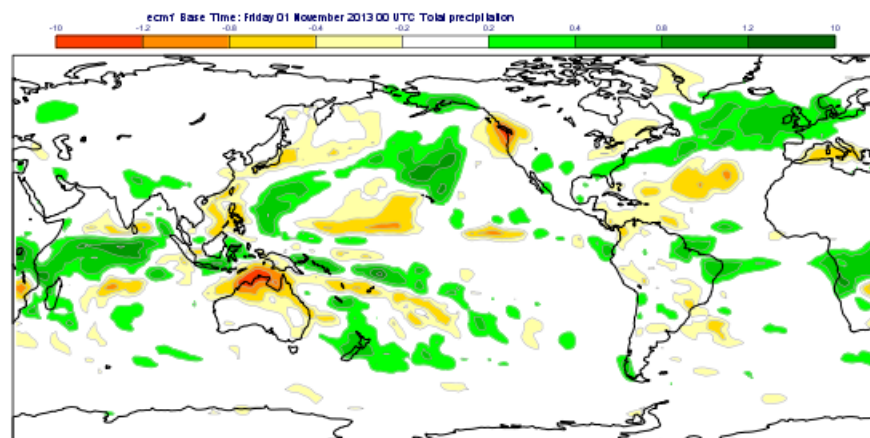 ecmf Base Time: Friday 01 November 2013 00 UTC Total precipitation
-10 -1.2 -0.8 -0.4 -0.2 0.2 0.4 0.8 1.2 10